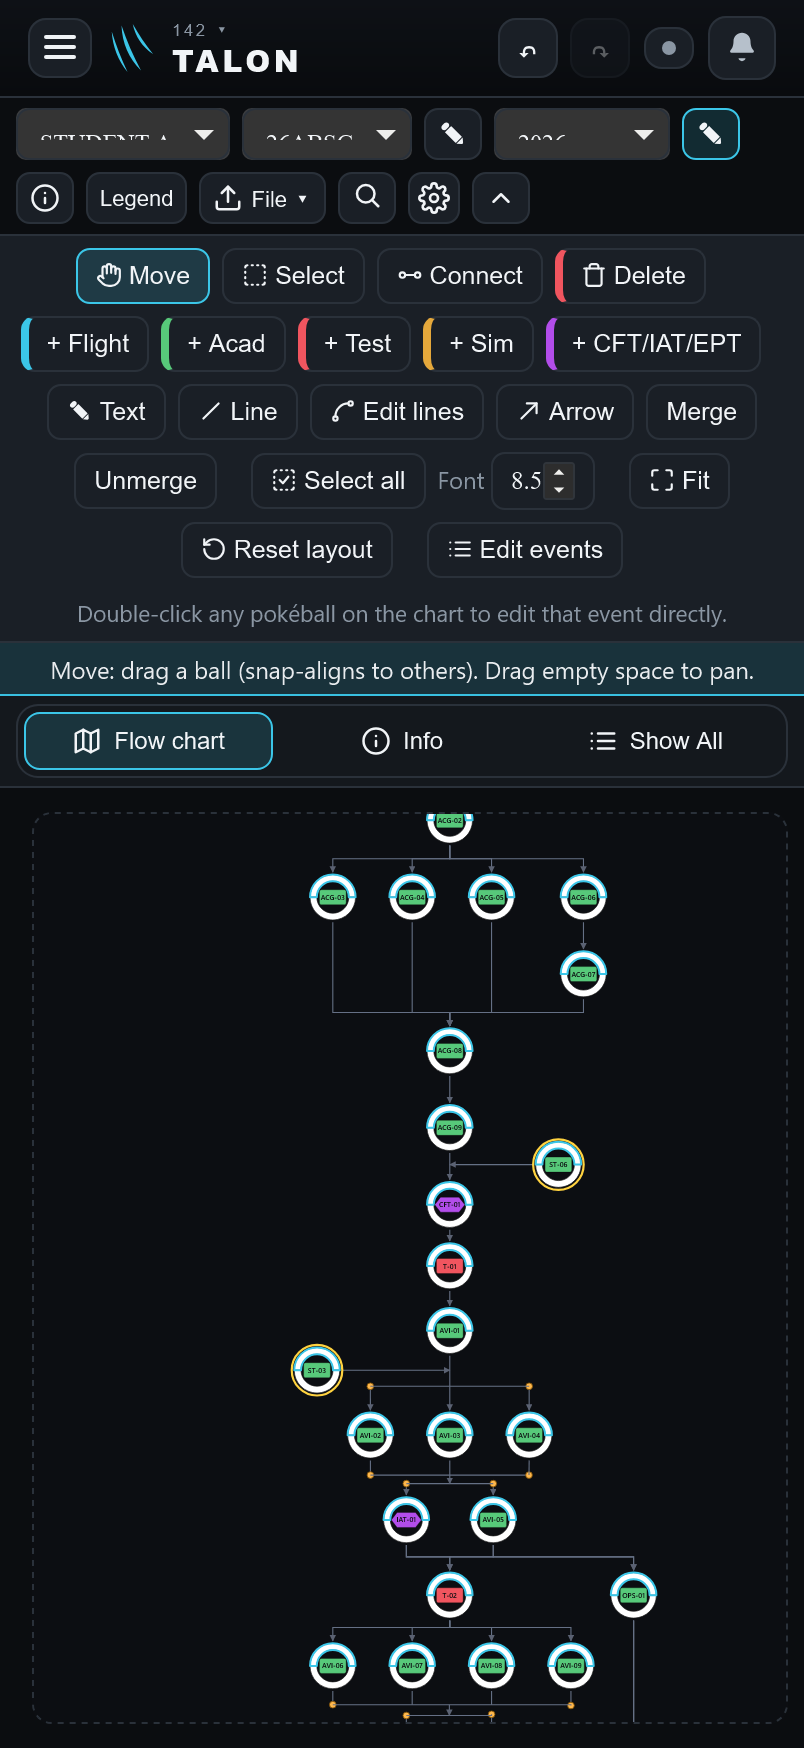 142 ▾
TALON
Legend
File ▾
Move
Select
Connect
Delete
+ Flight
+ Acad
+ Test
+ Sim
+ CFT/IAT/EPT
Text
Line
Edit lines
Arrow
Merge
Unmerge
Select all
Font
8.5
Fit
Reset layout
Edit events
Double-click any pokéball on the chart to edit that event directly.
Move: drag a ball (snap-aligns to others). Drag empty space to pan.
Flow chart
Info
Show All
ACG-02
ACG-03
ACG-04
ACG-05
ACG-06
ACG-07
ACG-08
ACG-09
ST-06
CFT-01
T-01
AVI-01
ST-03
AVI-02
AVI-03
AVI-04
IAT-01
AVI-05
T-02
OPS-01
AVI-06
AVI-07
AVI-08
AVI-09